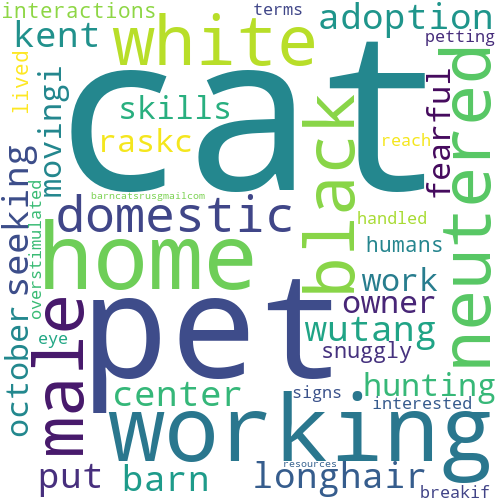 interactions
terms
adoption
kent
white
petting
cat
skills
raskc
reach
lived
movingi
black
fearful
neutered
seeking
overstimulated
barncatsrusgmailcom
domestic
handled
home
humans
pet
work
owner
october
male
wutang
eye
snuggly
center
signs
hunting
working
interested
put
barn
longhair
resources
breakif